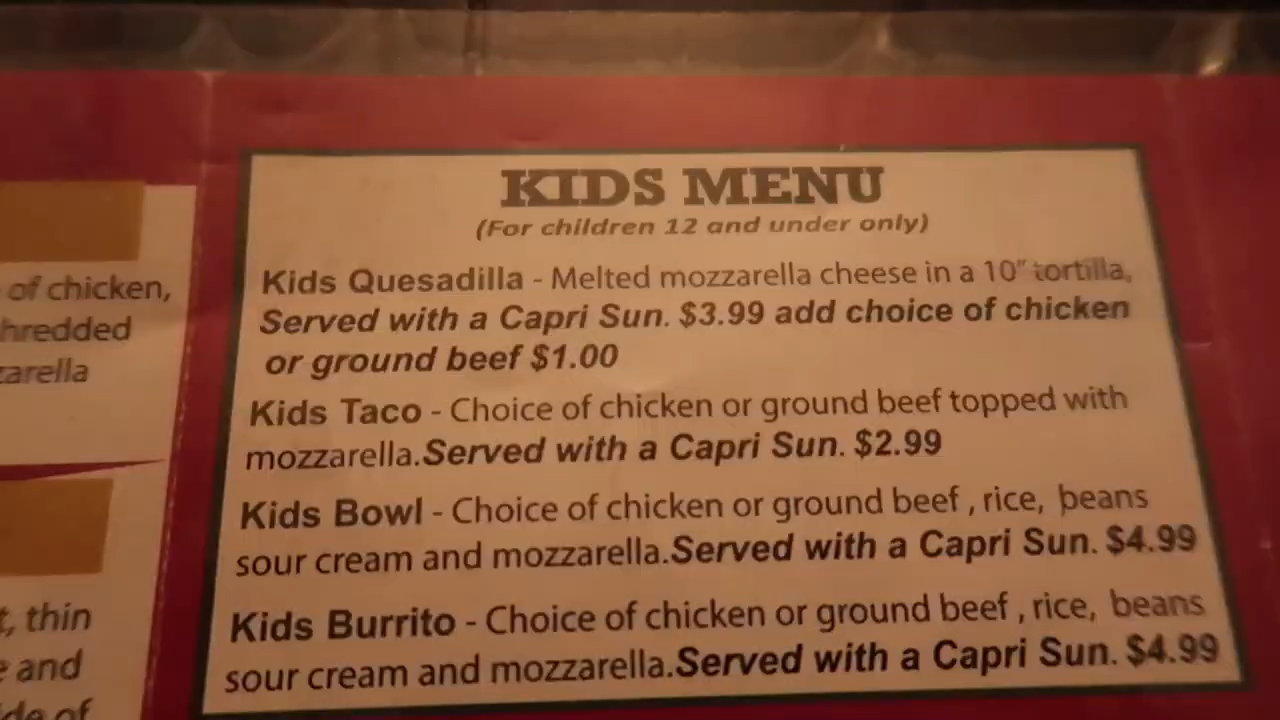 KIDS MENU
(For children 12 and under only)
Kids Quesadilla - Melted mozzarella cheese in a 10" tortilla,
Served with a Capri Sun. $3.99 add choice of chicken
or ground beef $1.00
Kids Taco - Choice of chicken or ground beef topped with
mozzarella.Served with a Capri Sun. $2.99
Kids Bowl - Choice of chicken or ground beef , rice, beans
sour cream and mozzarella.Served with a Capri Sun. $4.99
Kids Burrito - Choice of chicken or ground beef , rice, beans
sour cream and mozzarella.Served with a Capri Sun. $4.99
of chicken,
hredded
zarella
, thin
and
of